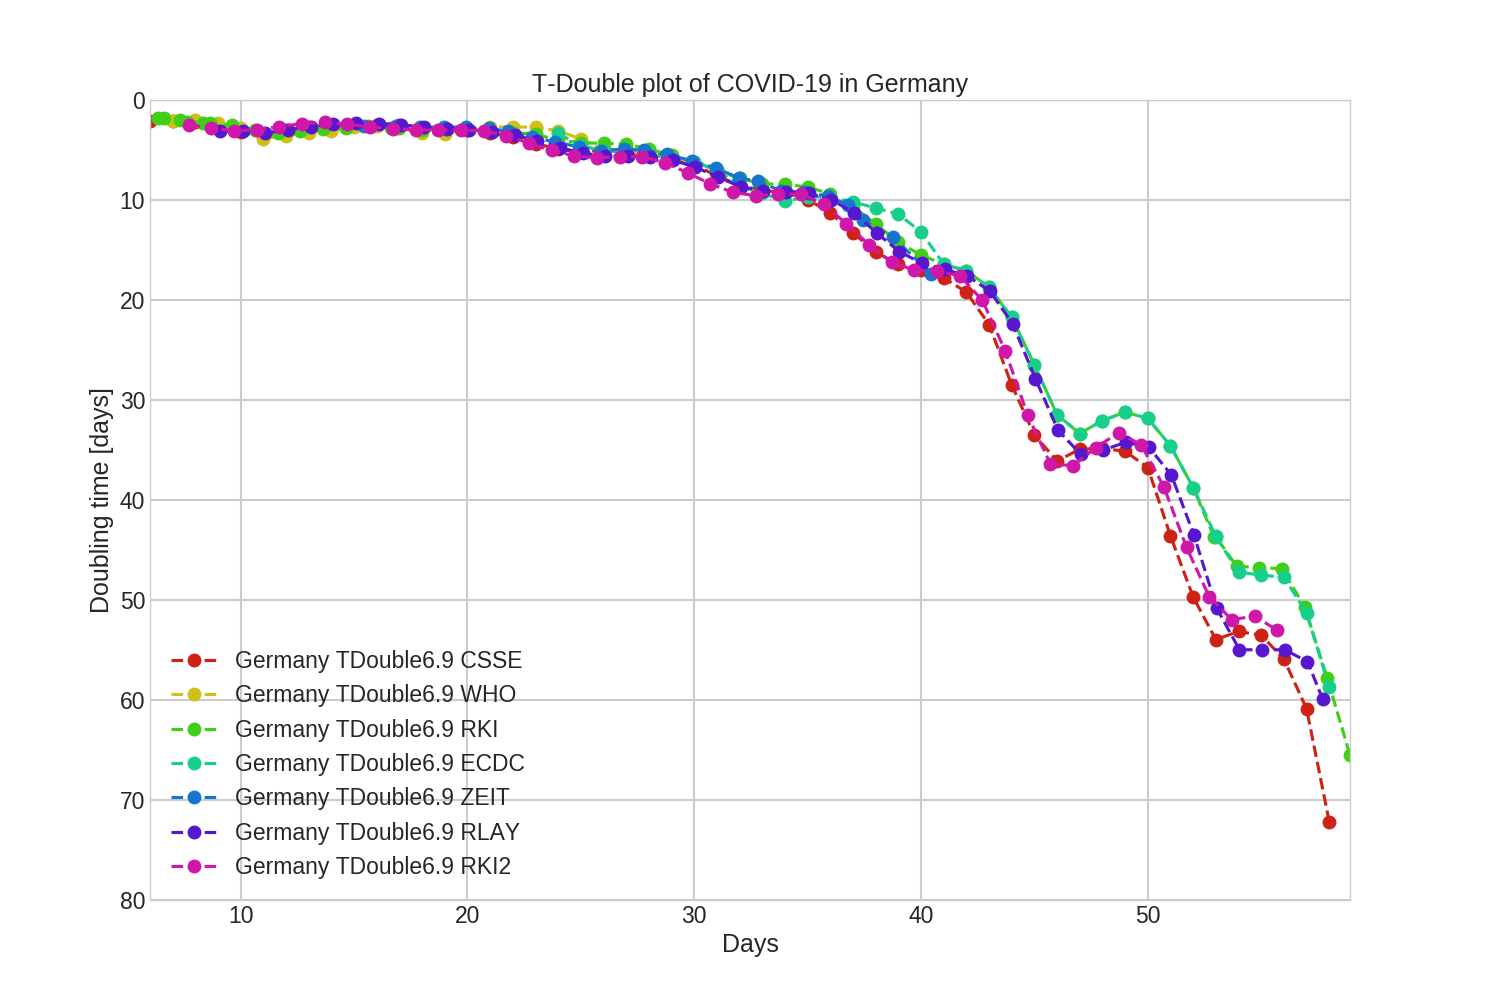 T-Double plot of COVID-19 in Germany
0
10
20
30
40
50
60
70
80
Doubling time [days]
Germany TDouble6.9 CSSE
Germany TDouble6.9 WHO
Germany TDouble6.9 RKI
Germany TDouble6.9 ECDC
Germany TDouble6.9 ZEIT
Germany TDouble6.9 RLAY
Germany TDouble6.9 RKI2
10 20 30 40 50
Days